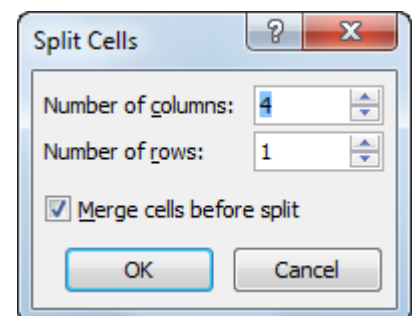 Split Cells
Number of columns: 4
Number of rows: 1
Merge cells before split
OK Cancel